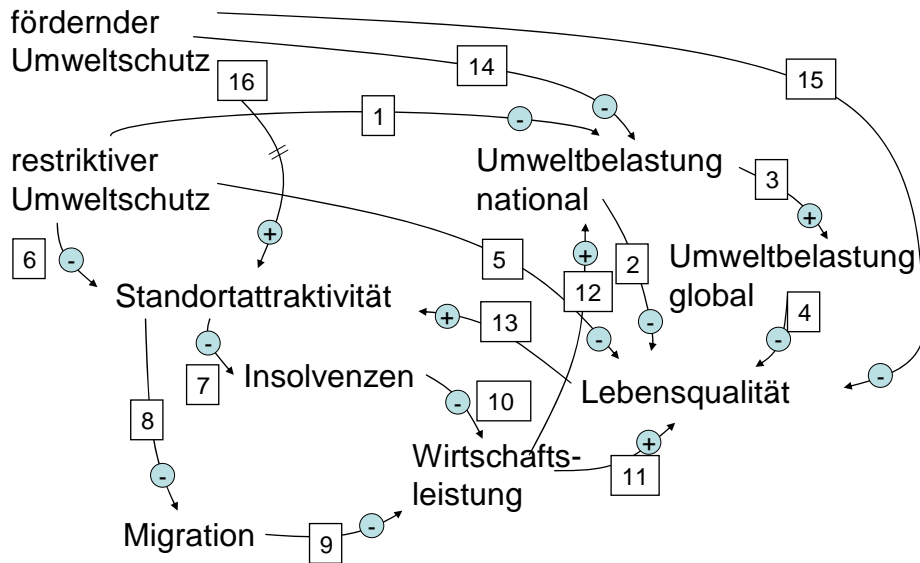 fördernder
Umweltschutz
16
14
15
1
-
-
restriktiver
Umweltschutz
Umweltbelastung
national
3
+
6
-
+
5
+
12
2
Umweltbelastung
global
Standortattraktivität
+
13
-
-
-
4
7
-
Insolvenzen
-
10
Lebensqualität
-
8
-
Wirtschafts-
leistung
+
11
Migration
9
-